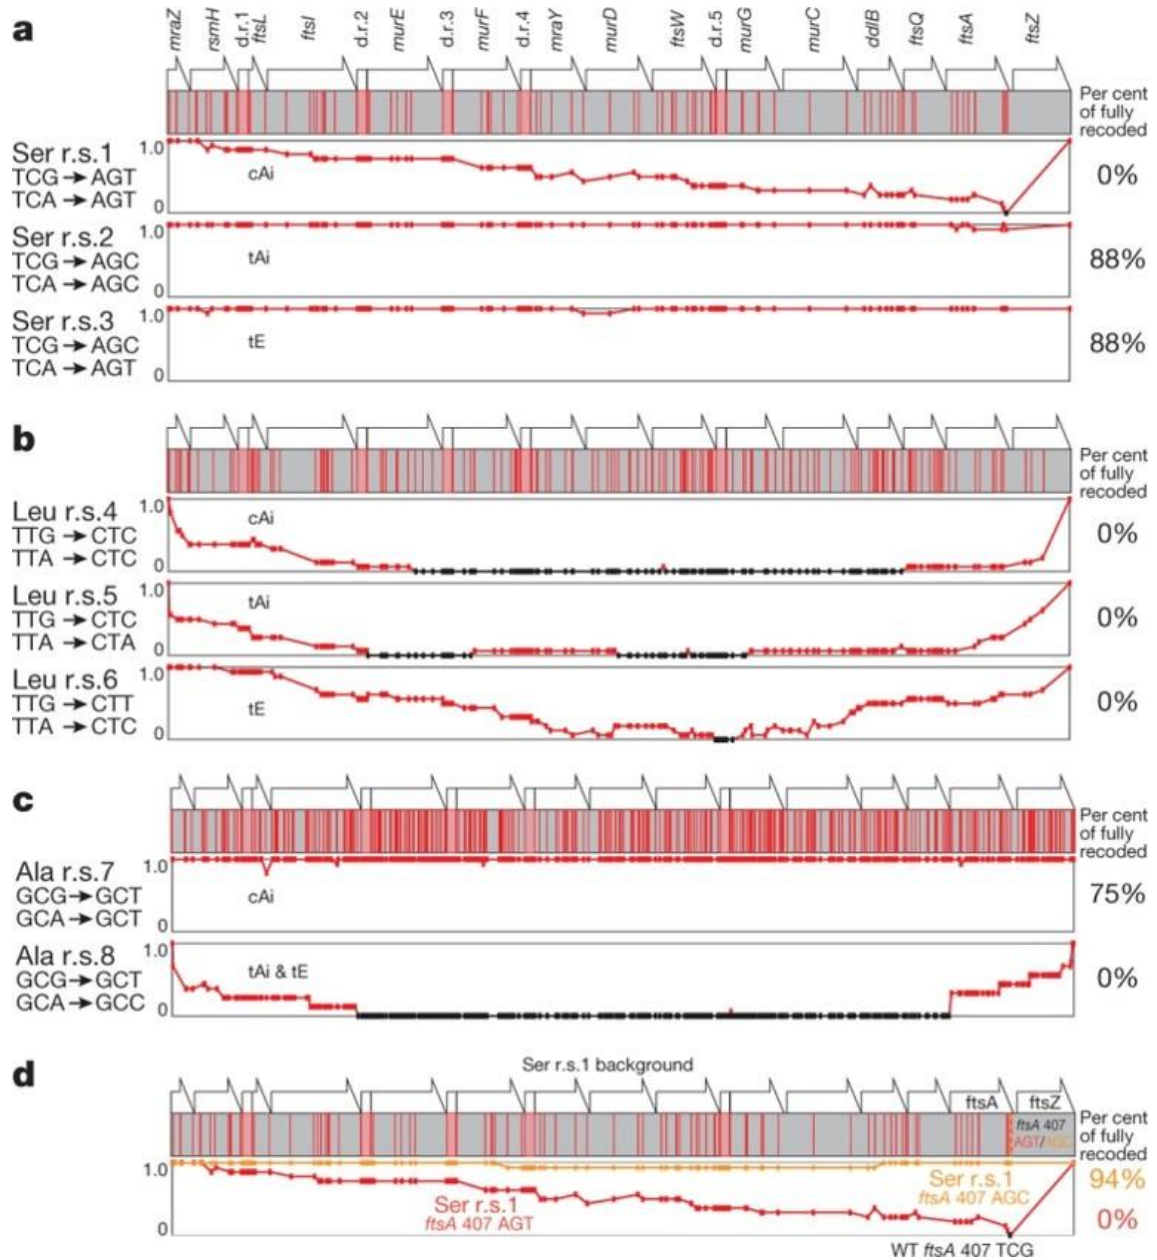 a
mraZ rsmH d.r.1 ftsL ftsI d.r.2 murE d.r.3 murF d.r.4 mraY murD ftsW d.r.5 murG murC ddlB ftsQ ftsA ftsZ
Per cent
of fully
recoded
Ser r.s.1
TCG → AGT
TCA → AGT
1.0
0
cAi
0%
Ser r.s.2
TCG → AGC
TCA → AGC
1.0
0
tAi
88%
Ser r.s.3
TCG → AGC
TCA → AGT
1.0
0
tE
88%
b
Per cent
of fully
recoded
Leu r.s.4
TTG → CTC
TTA → CTC
1.0
0
cAi
0%
Leu r.s.5
TTG → CTC
TTA → CTA
1.0
0
tAi
0%
Leu r.s.6
TTG → CTT
TTA → CTC
1.0
0
tE
0%
c
Per cent
of fully
recoded
Ala r.s.7
GCG → GCT
GCA → GCT
1.0
0
cAi
75%
Ala r.s.8
GCG → GCT
GCA → GCC
1.0
0
tAi & tE
0%
d
Ser r.s.1 background
ftsA ftsZ
ftsA 407
AGT/AGC
Per cent
of fully
recoded
1.0
0
Ser r.s.1
ftsA 407 AGC
94%
Ser r.s.1
ftsA 407 AGT
0%
WT ftsA 407 TCG